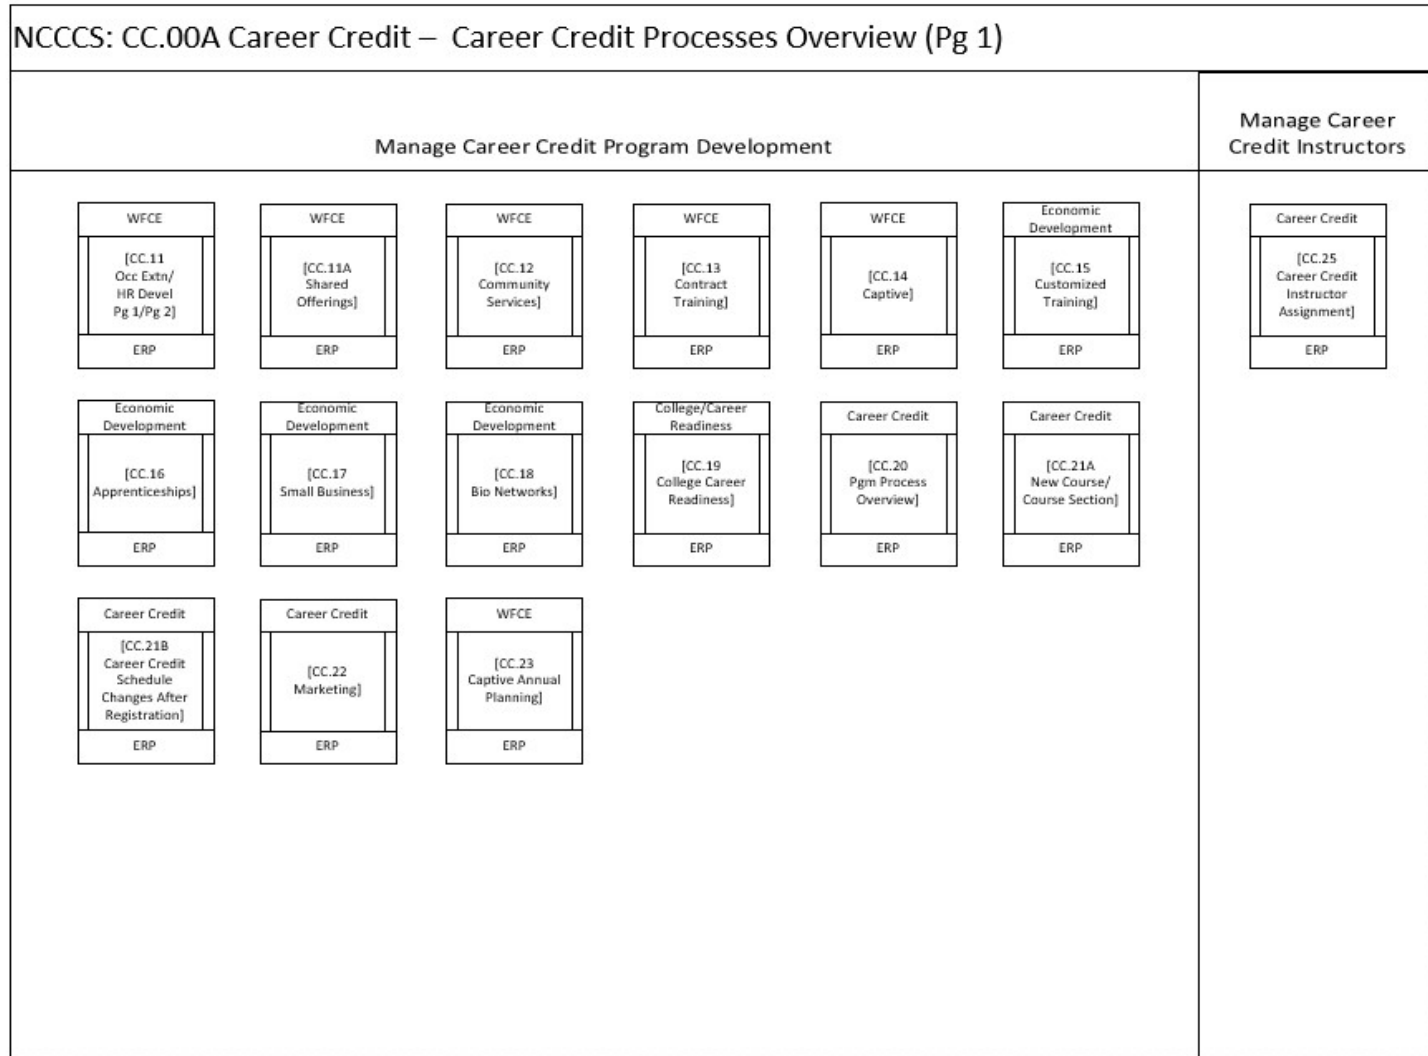 NCCCS: CC.00A Career Credit – Career Credit Processes Overview (Pg 1)
Manage Career Credit Program Development
Manage Career
Credit Instructors
WFCE
[CC.11
Occ Extn/
HR Devel
Pg 1/Pg 2]
ERP
WFCE
[CC.11A
Shared
Offerings]
ERP
WFCE
[CC.12
Community
Services]
ERP
WFCE
[CC.13
Contract
Training]
ERP
WFCE
[CC.14
Captive]
ERP
Economic
Development
[CC.15
Customized
Training]
ERP
Career Credit
[CC.25
Career Credit
Instructor
Assignment]
ERP
Economic
Development
[CC.16
Apprenticeships]
ERP
Economic
Development
[CC.17
Small Business]
ERP
Economic
Development
[CC.18
Bio Networks]
ERP
College/Career
Readiness
[CC.19
College Career
Readiness]
ERP
Career Credit
[CC.20
Pgm Process
Overview]
ERP
Career Credit
[CC.21A
New Course/
Course Section]
ERP
Career Credit
[CC.21B
Career Credit
Schedule
Changes After
Registration]
ERP
Career Credit
[CC.22
Marketing]
ERP
WFCE
[CC.23
Captive Annual
Planning]
ERP